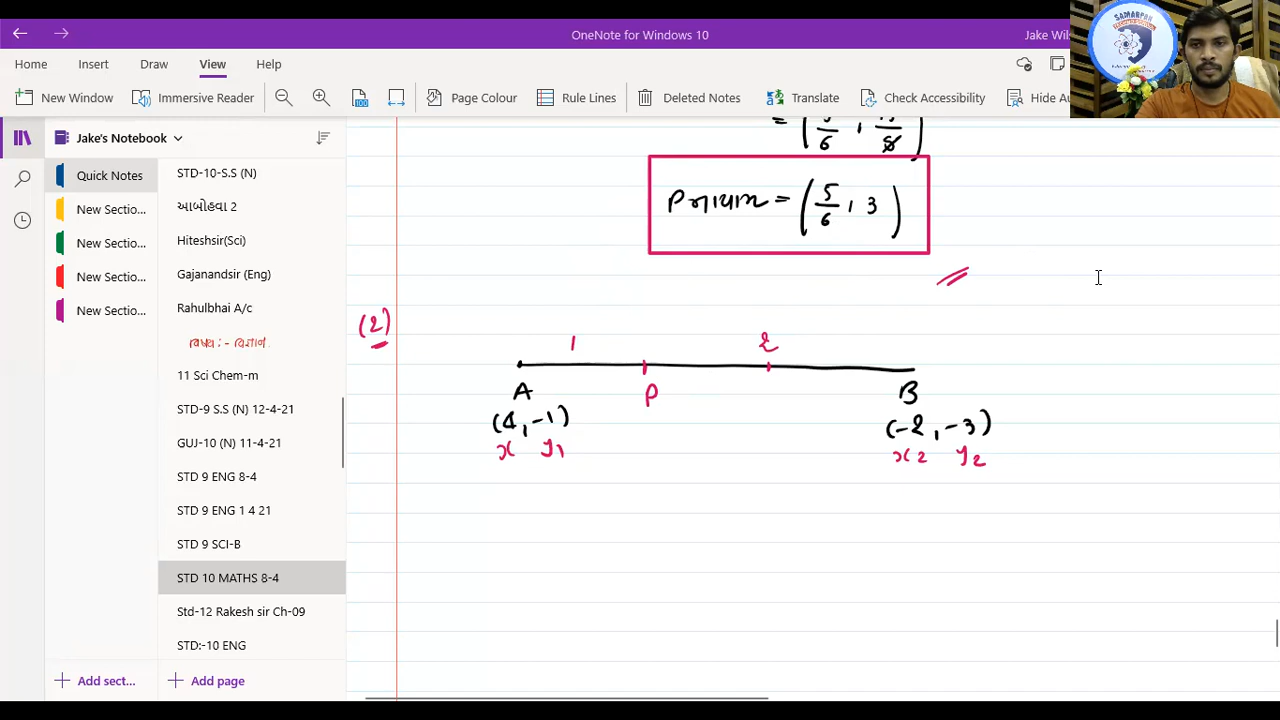 OneNote for Windows 10
Jake Wil
SAMARPAN
Home Insert Draw View Help
New Window Immersive Reader Page Colour Rule Lines Deleted Notes Translate Check Accessibility Hide Au
Jake's Notebook
Quick Notes
New Sectio...
New Sectio...
New Sectio...
New Sectio...
STD-10-S.S (N)
આબોહવા 2
Hiteshsir(Sci)
Gajanandsir (Eng)
Rahulbhai A/c
વિષય :- વિજ્ઞાન
11 Sci Chem-m
STD-9 S.S (N) 12-4-21
GUJ-10 (N) 11-4-21
STD 9 ENG 8-4
STD 9 ENG 1 4 21
STD 9 SCI-B
STD 10 MATHS 8-4
Std-12 Rakesh sir Ch-09
STD:-10 ENG
Add sect...
Add page
P ના યામ = (5/6, 3)
(2)
1 2
A P B
(4, -1) (-2, -3)
x y1 x2 y2